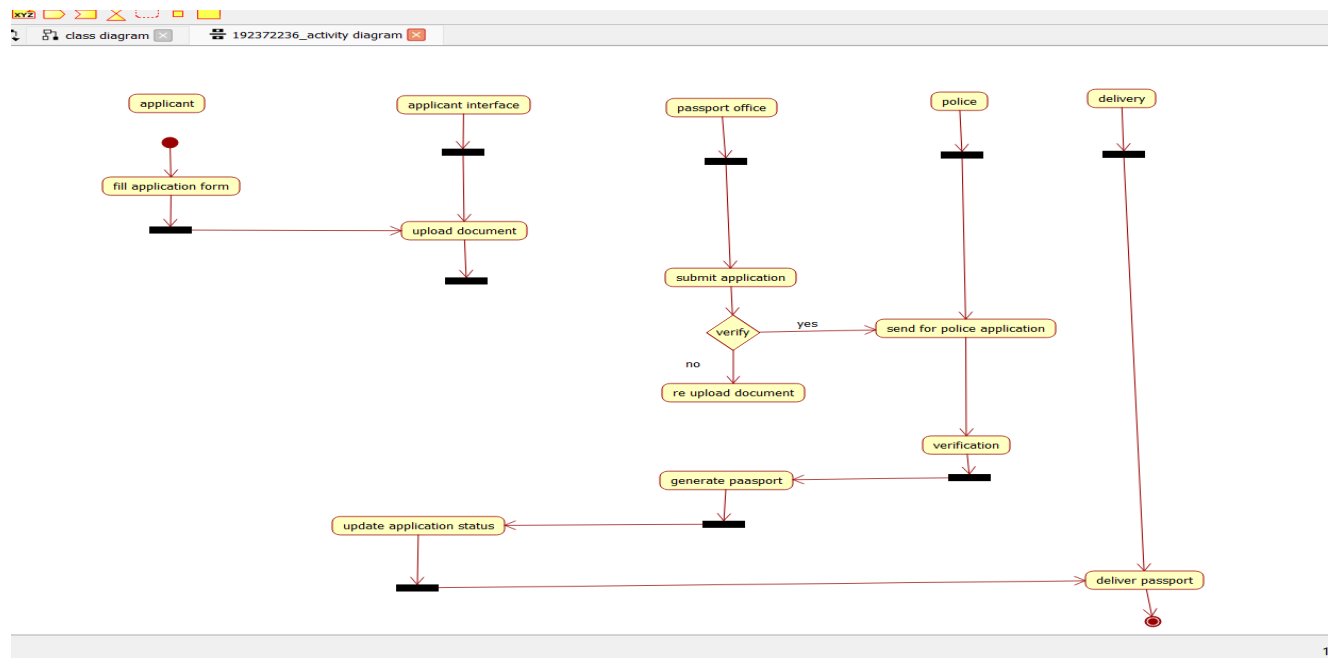 XYZ
class diagram
192372236_activity diagram
applicant
applicant interface
passport office
police
delivery
fill application form
upload document
submit application
verify
yes
send for police application
no
re upload document
verification
generate paasport
update application status
deliver passport